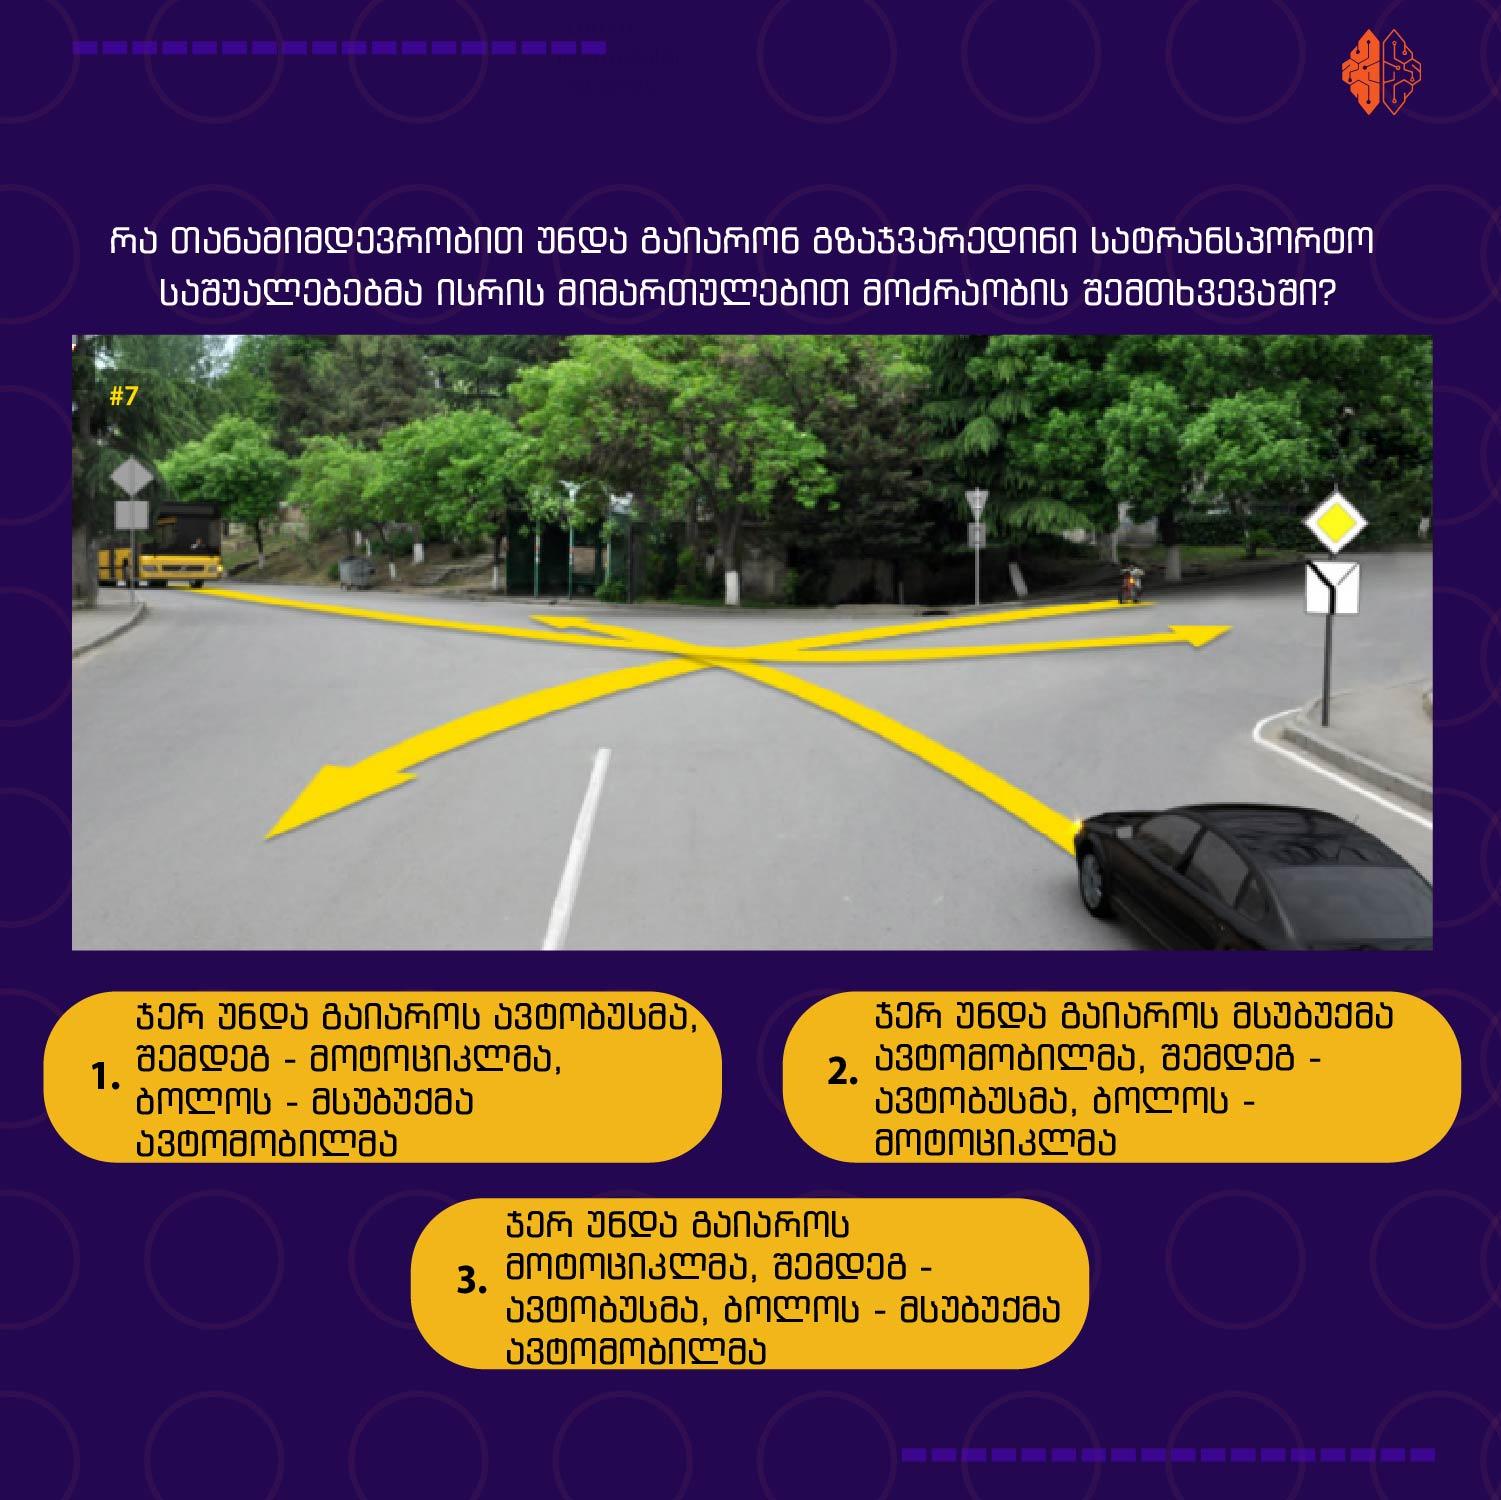 რა თანამიმდევრობით უნდა გაიარონ გზაჯვარედინი სატრანსპორტო
საშუალებებმა ისრის მიმართულებით მოძრაობის შემთხვევაში?
#7
1. ჯერ უნდა გაიაროს ავტობუსმა,
შემდეგ - მოტოციკლმა,
ბოლოს - მსუბუქმა
ავტომობილმა
2. ჯერ უნდა გაიაროს მსუბუქმა
ავტომობილმა, შემდეგ -
ავტობუსმა, ბოლოს -
მოტოციკლმა
3. ჯერ უნდა გაიაროს
მოტოციკლმა, შემდეგ -
ავტობუსმა, ბოლოს - მსუბუქმა
ავტომობილმა